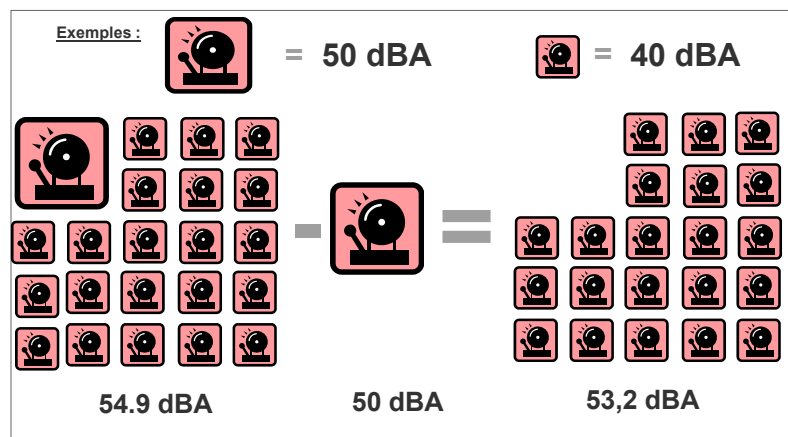 Exemples :
= 50 dBA
= 40 dBA
- =
54.9 dBA
50 dBA
53,2 dBA